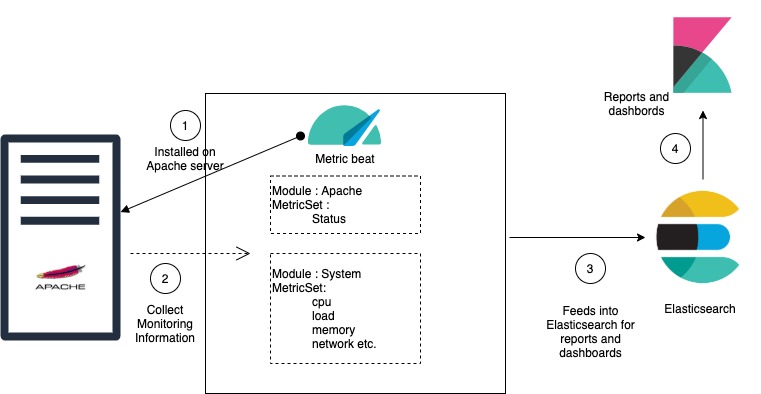 1
Installed on
Apache server
APACHE
2
Collect
Monitoring
Information
Metric beat
Module : Apache
MetricSet :
Status
Module : System
MetricSet:
cpu
load
memory
network etc.
3
Feeds into
Elasticsearch for
reports and
dashboards
Elasticsearch
4
Reports and
dashbords